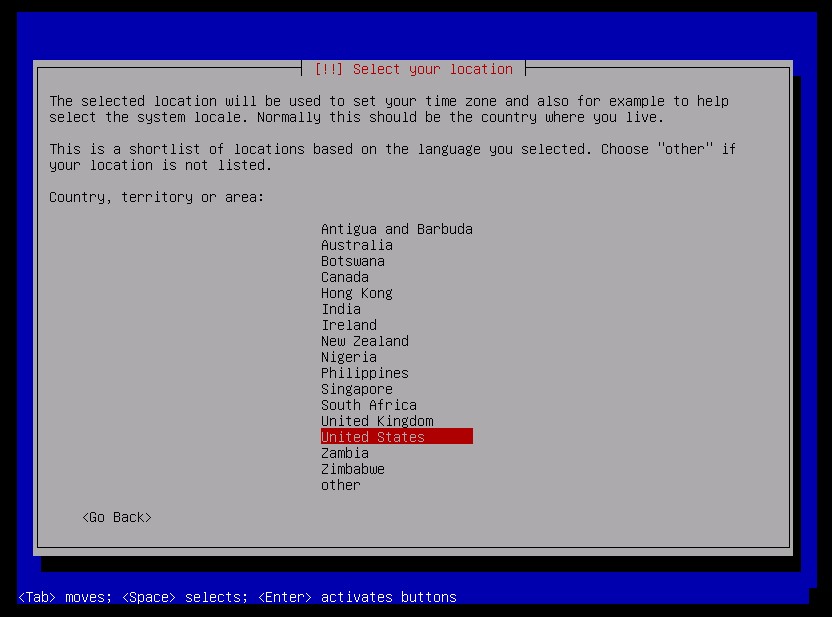 [!!] Select your location
The selected location will be used to set your time zone and also for example to help
select the system locale. Normally this should be the country where you live.
This is a shortlist of locations based on the language you selected. Choose "other" if
your location is not listed.
Country, territory or area:
Antigua and Barbuda
Australia
Botswana
Canada
Hong Kong
India
Ireland
New Zealand
Nigeria
Philippines
Singapore
South Africa
United Kingdom
United States
Zambia
Zimbabwe
other
<Go Back>
<Tab> moves; <Space> selects; <Enter> activates buttons